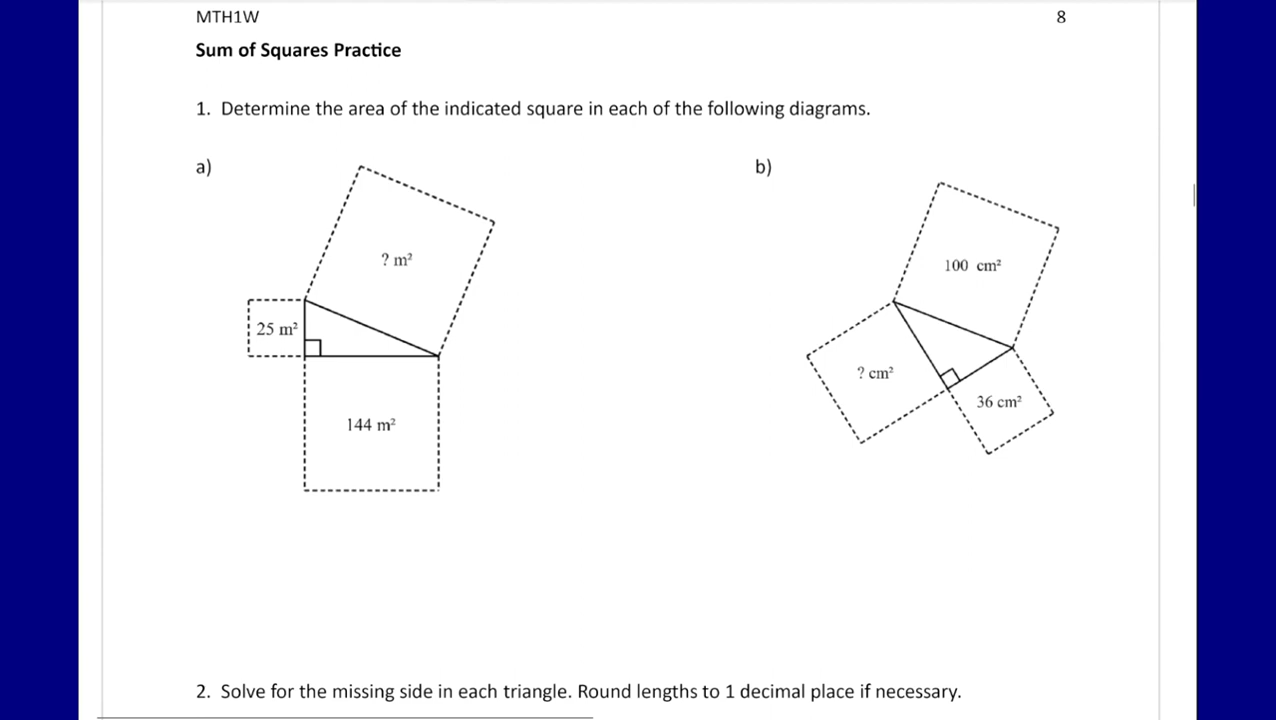 MTH1W 8
Sum of Squares Practice
1. Determine the area of the indicated square in each of the following diagrams.
a) b)
? m²
25 m²
144 m²
100 cm²
? cm²
36 cm²
2. Solve for the missing side in each triangle. Round lengths to 1 decimal place if necessary.